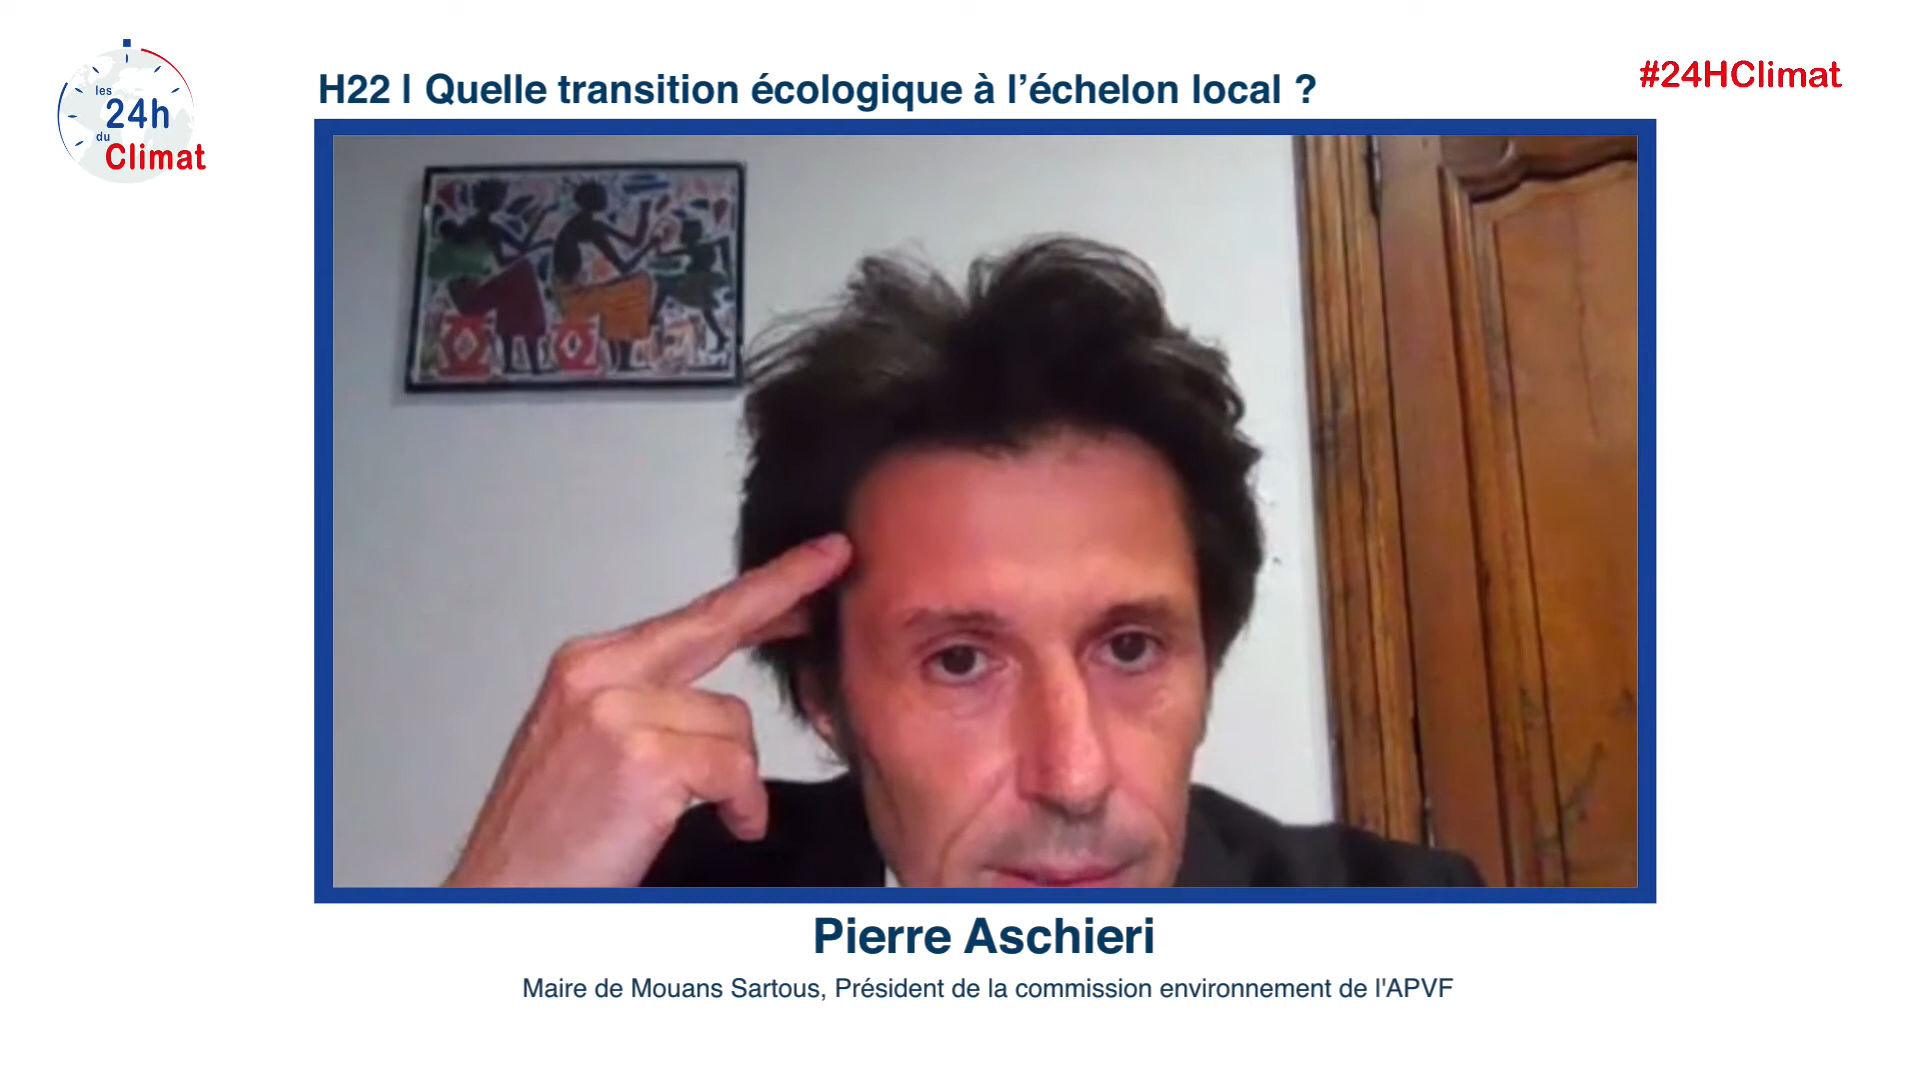 les
24h
du
Climat
H22 I Quelle transition écologique à l’échelon local ?
#24HClimat
Pierre Aschieri
Maire de Mouans Sartous, Président de la commission environnement de l'APVF